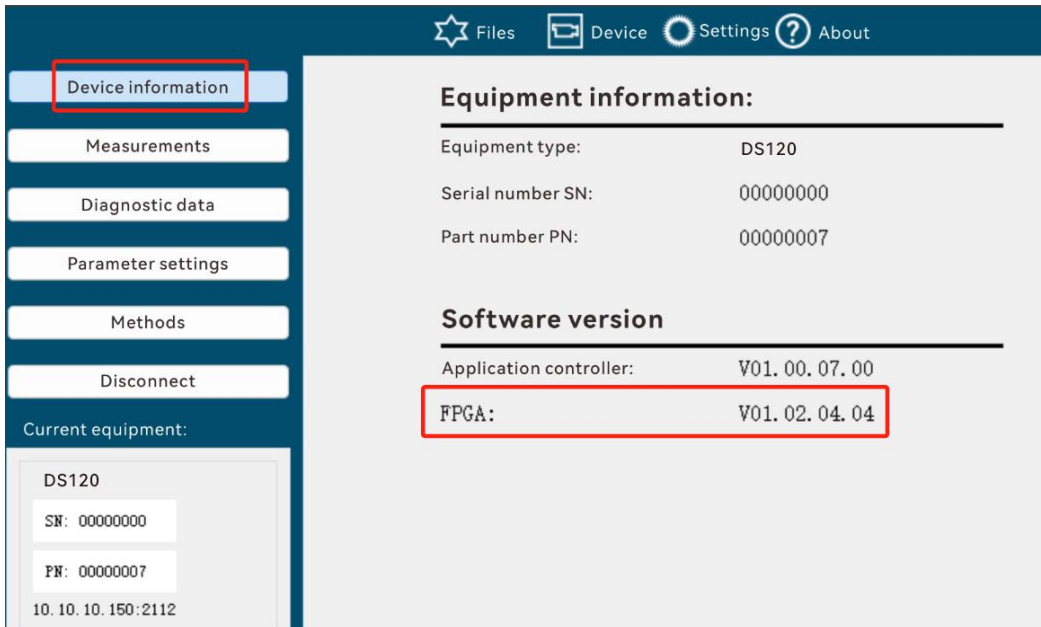 Files Device Settings About
Device information
Measurements
Diagnostic data
Parameter settings
Methods
Disconnect
Current equipment:
DS120
SN: 00000000
PN: 00000007
10.10.10.150:2112
Equipment information:
Equipment type: DS120
Serial number SN: 00000000
Part number PN: 00000007
Software version
Application controller: V01.00.07.00
FPGA: V01.02.04.04